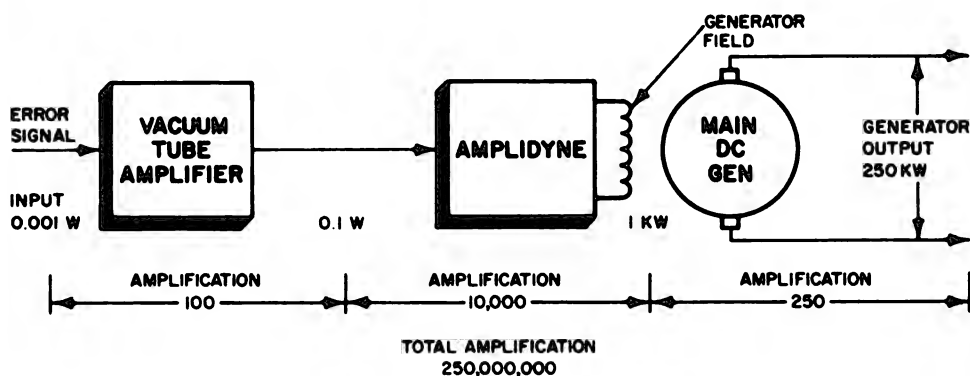 GENERATOR
FIELD
ERROR
SIGNAL
VACUUM
TUBE
AMPLIFIER
AMPLIDYNE
MAIN
DC
GEN
GENERATOR
OUTPUT
250 KW
INPUT
0.001 W
0.1 W
1 KW
AMPLIFICATION
100
AMPLIFICATION
10,000
AMPLIFICATION
250
TOTAL AMPLIFICATION
250,000,000